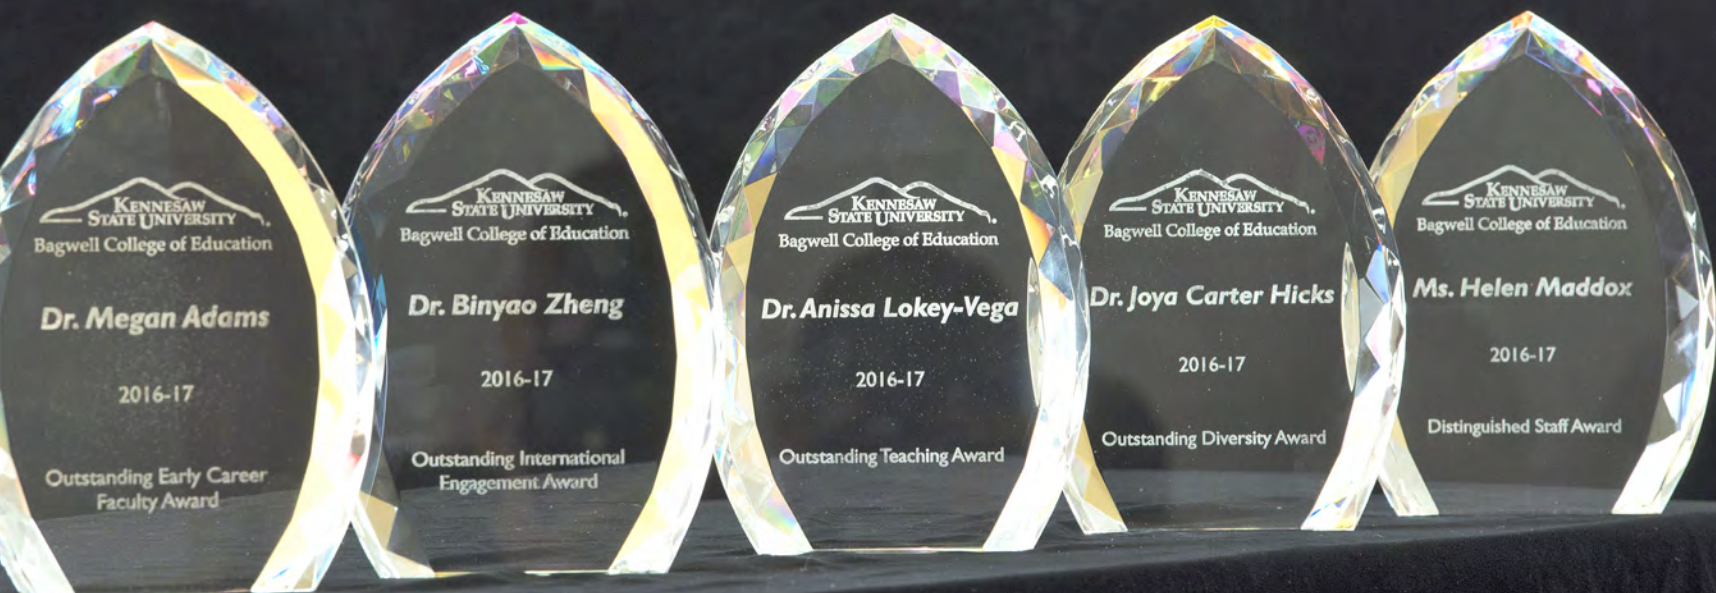 KENNESAW
STATE UNIVERSITY
Bagwell College of Education
Dr. Megan Adams
2016-17
Outstanding Early Career
Faculty Award
KENNESAW
STATE UNIVERSITY
Bagwell College of Education
Dr. Binyao Zheng
2016-17
Outstanding International
Engagement Award
KENNESAW
STATE UNIVERSITY
Bagwell College of Education
Dr. Anissa Lokey-Vega
2016-17
Outstanding Teaching Award
KENNESAW
STATE UNIVERSITY
Bagwell College of Education
Dr. Joya Carter Hicks
2016-17
Outstanding Diversity Award
KENNESAW
STATE UNIVERSITY
Bagwell College of Education
Ms. Helen Maddox
2016-17
Distinguished Staff Award